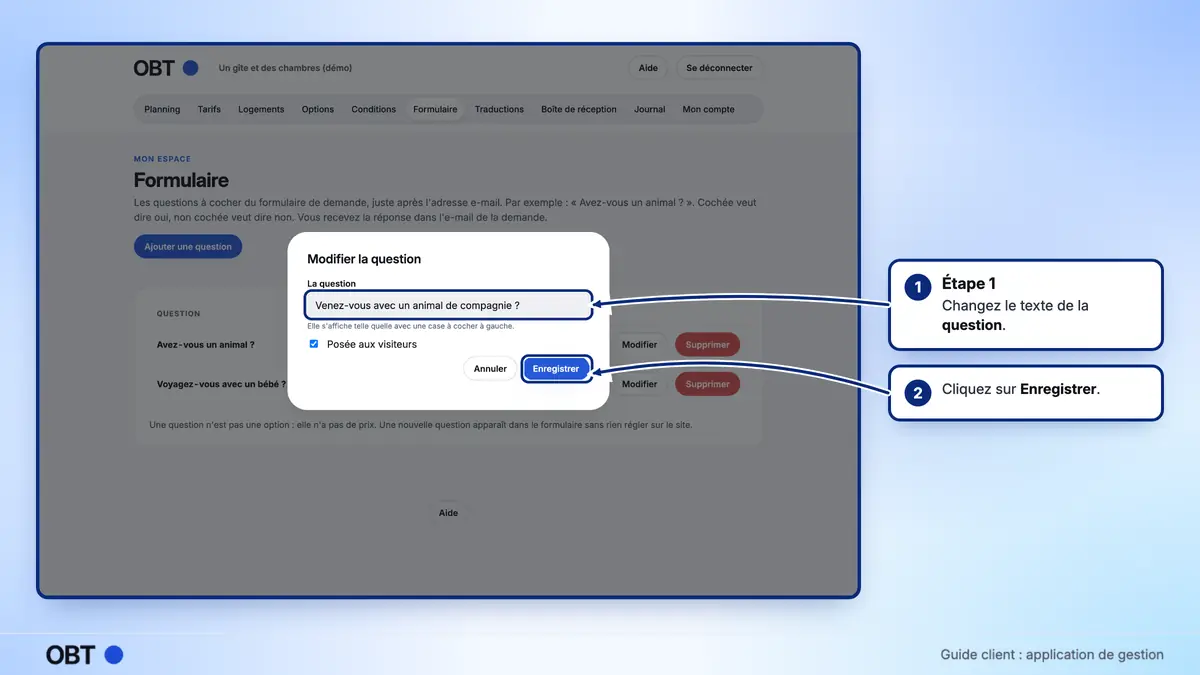 OBT
Un gîte et des chambres (démo)
Aide
Se déconnecter
Planning
Tarifs
Logements
Options
Conditions
Formulaire
Traductions
Boîte de réception
Journal
Mon compte
MON ESPACE
Formulaire
Les questions à cocher du formulaire de demande, juste après l'adresse e-mail. Par exemple : « Avez-vous un animal ? ». Cochée veut
dire oui, non cochée veut dire non. Vous recevez la réponse dans l'e-mail de la demande.
Ajouter une question
Modifier la question
La question
Venez-vous avec un animal de compagnie ?
Elle s'affiche telle quelle avec une case à cocher à gauche.
Posée aux visiteurs
Annuler
Enregistrer
QUESTION
Avez-vous un animal ?
Modifier
Supprimer
Voyagez-vous avec un bébé ?
Modifier
Supprimer
Une question n'est pas une option : elle n'a pas de prix. Une nouvelle question apparaît dans le formulaire sans rien régler sur le site.
Aide
1
Étape 1
Changez le texte de la
question.
2
Cliquez sur Enregistrer.
OBT
Guide client : application de gestion